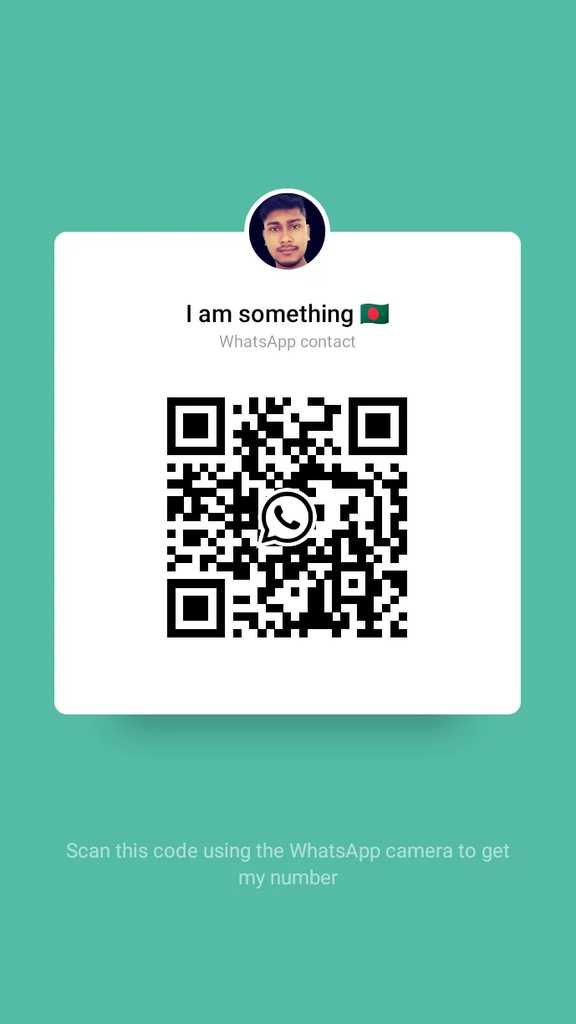 I am something 🇧🇩
WhatsApp contact
Scan this code using the WhatsApp camera to get
my number